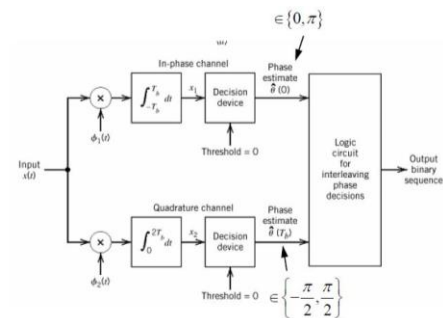 ∈{0,π}
In-phase channel
Phase estimate θ̂(0)
×
∫_{-T_b}^{T_b} dt
x₁
Decision device
ϕ₁(t)
Threshold = 0
Input x(t)
Logic circuit for interleaving phase decisions
Output binary sequence
Quadrature channel
Phase estimate θ̂(T_b)
×
∫_0^{2T_b} dt
x₂
Decision device
ϕ₂(t)
Threshold = 0
∈{-π/2, π/2}